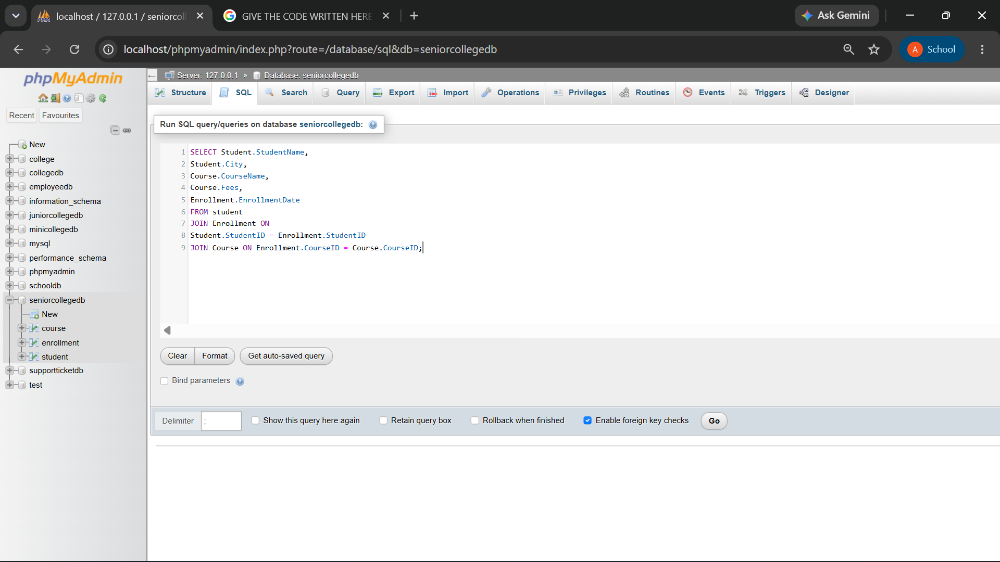 localhost / 127.0.0.1 / seniorcoll
GIVE THE CODE WRITTEN HERE
Ask Gemini
localhost/phpmyadmin/index.php?route=/database/sql&db=seniorcollegedb
A School
phpMyAdmin
Recent Favourites
New
college
collegedb
employeedb
information_schema
juniorcollegedb
minicollegedb
mysql
performance_schema
phpmyadmin
schooldb
seniorcollegedb
New
course
enrollment
student
supportticketdb
test
Server: 127.0.0.1 » Database: seniorcollegedb
Structure SQL Search Query Export Import Operations Privileges Routines Events Triggers Designer
Run SQL query/queries on database seniorcollegedb:
1 SELECT Student.StudentName,
2 Student.City,
3 Course.CourseName,
4 Course.Fees,
5 Enrollment.EnrollmentDate
6 FROM student
7 JOIN Enrollment ON
8 Student.StudentID = Enrollment.StudentID
9 JOIN Course ON Enrollment.CourseID = Course.CourseID;
Clear Format Get auto-saved query
Bind parameters
Delimiter ; Show this query here again Retain query box Rollback when finished Enable foreign key checks Go